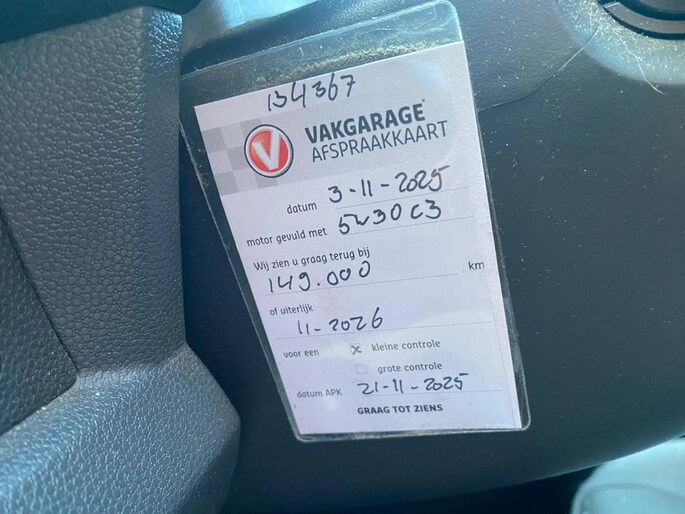 134367
V VAKGARAGE
AFSPRAAKKAART
datum 3-11-2025
motor gevuld met 5w30 C3
Wij zien u graag terug bij
149.000 km
of uiterlijk
11-2026
voor een x kleine controle
grote controle
datum APK 21-11-2025
GRAAG TOT ZIENS